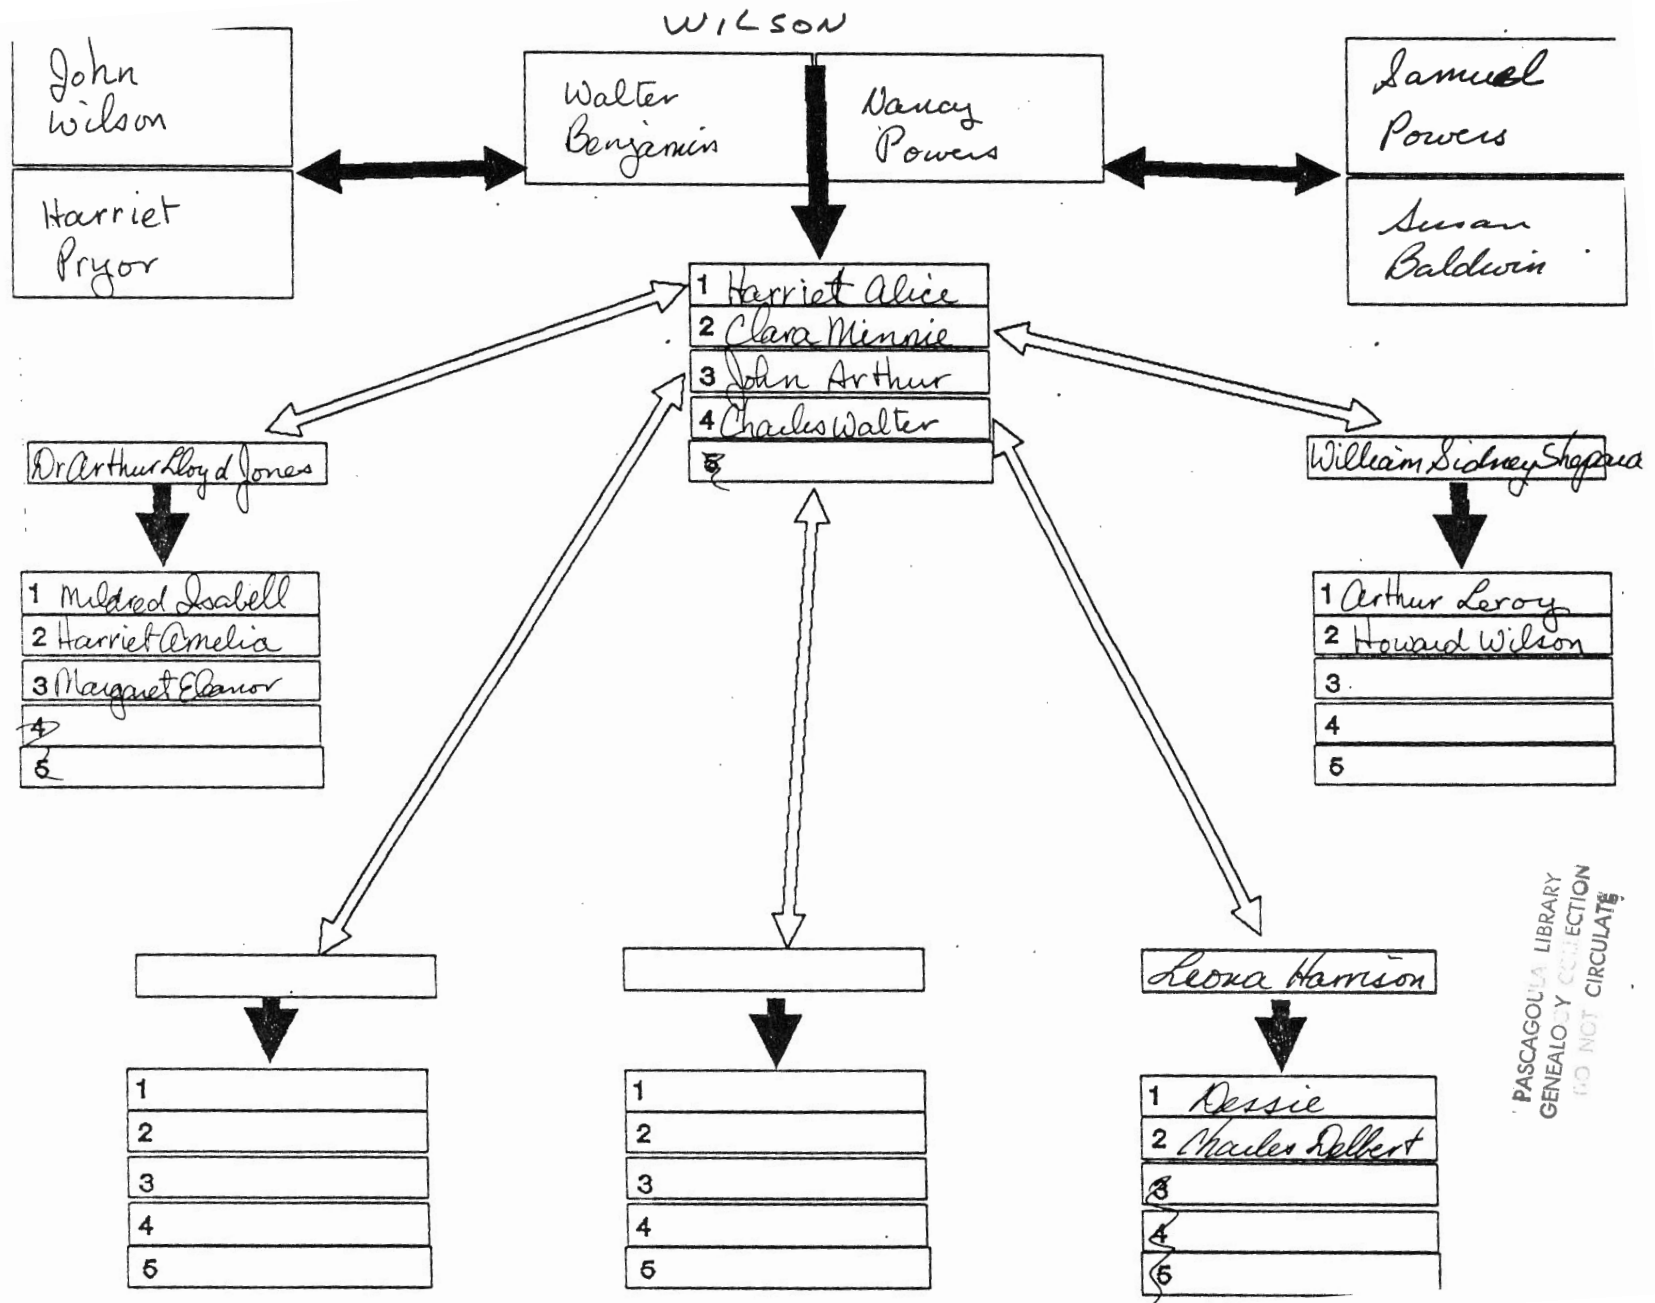 WILSON
John
Wilson
Harriet
Pryor
Walter
Benjamin
Nancy
Powers
Samuel
Powers
Susan
Baldwin
1 Harriet Alice
2 Clara Minnie
3 John Arthur
4 Charles Walter
5
Dr Arthur Lloyd Jones
1 Mildred Isabell
2 Harriet Amelia
3 Margaret Eleanor
4
5
William Sidney Shepard
1 Arthur Leroy
2 Howard Wilson
3
4
5
1
2
3
4
5
1
2
3
4
5
Leona Harrison
1 Dessie
2 Charles Delbert
3
4
5
PASCAGOULA LIBRARY
GENEALOGY COLLECTION
DO NOT CIRCULATE